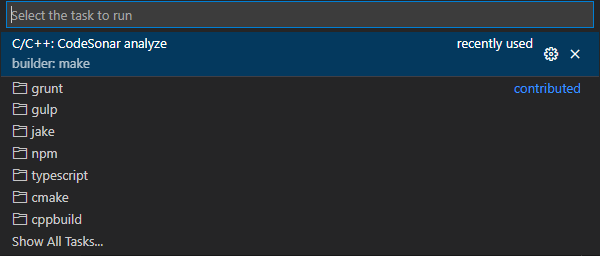 Select the task to run
C/C++: CodeSonar analyze recently used
builder: make
grunt contributed
gulp
jake
npm
typescript
cmake
cppbuild
Show All Tasks...